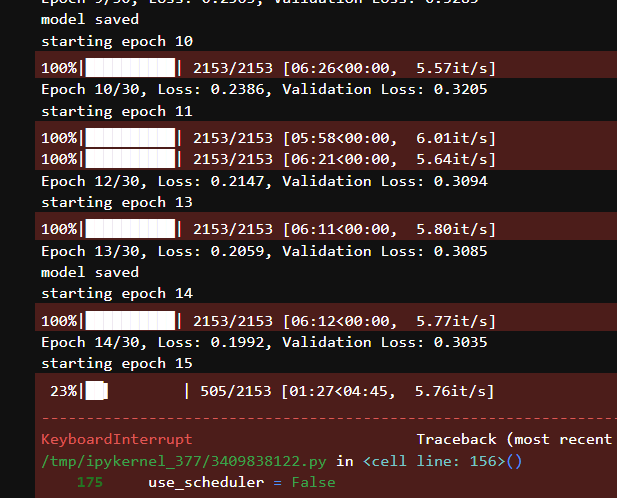 Epoch 9/30, Loss: 0.2505, Validation Loss: 0.3265
model saved
starting epoch 10
100%|██████████| 2153/2153 [06:26<00:00,  5.57it/s]
Epoch 10/30, Loss: 0.2386, Validation Loss: 0.3205
starting epoch 11
100%|██████████| 2153/2153 [05:58<00:00,  6.01it/s]
100%|██████████| 2153/2153 [06:21<00:00,  5.64it/s]
Epoch 12/30, Loss: 0.2147, Validation Loss: 0.3094
starting epoch 13
100%|██████████| 2153/2153 [06:11<00:00,  5.80it/s]
Epoch 13/30, Loss: 0.2059, Validation Loss: 0.3085
model saved
starting epoch 14
100%|██████████| 2153/2153 [06:12<00:00,  5.77it/s]
Epoch 14/30, Loss: 0.1992, Validation Loss: 0.3035
starting epoch 15
23%|██▎       | 505/2153 [01:27<04:45,  5.76it/s]
---------------------------------------------------------------------------
KeyboardInterrupt                         Traceback (most recent
/tmp/ipykernel_377/3409838122.py in <cell line: 156>()
175     use_scheduler = False